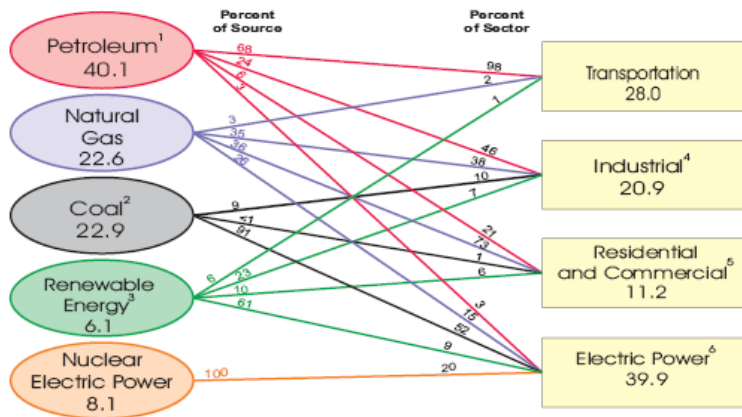 Percent
of Source
Percent
of Sector
Petroleum¹
40.1
Natural
Gas
22.6
Coal²
22.9
Renewable
Energy³
6.1
Nuclear
Electric Power
8.1
68
24
6
3
3
35
36
26
9
<1
91
6
23
10
61
100
98
2
1
46
38
10
7
21
73
1
6
3
15
52
9
20
Transportation
28.0
Industrial⁴
20.9
Residential
and Commercial⁵
11.2
Electric Power⁶
39.9